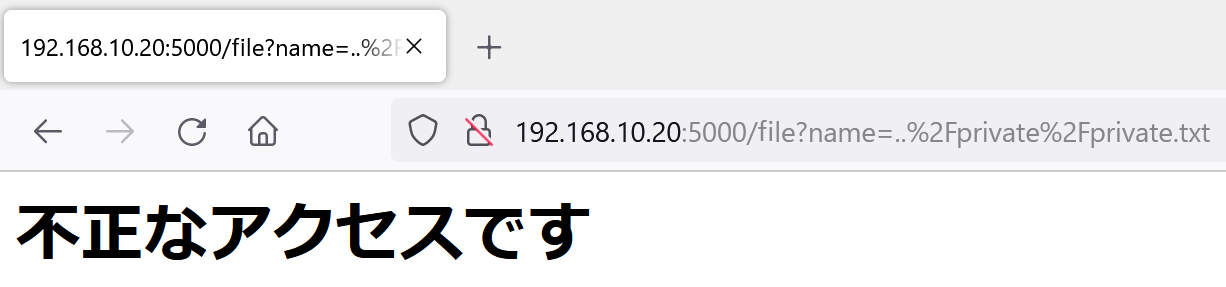 192.168.10.20:5000/file?name=..%2F
192.168.10.20:5000/file?name=..%2Fprivate%2Fprivate.txt
不正なアクセスです